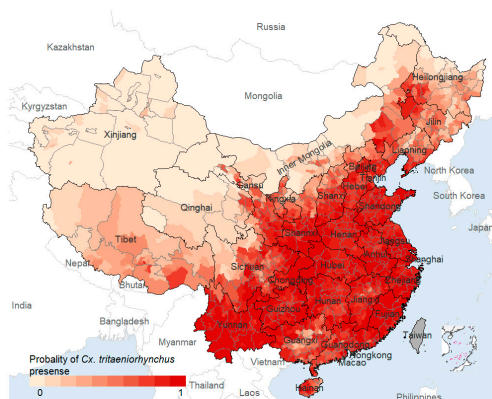 Russia
Kazakhstan
Mongolia
Heilongjiang
Kyrgyzstan
Jilin
Xinjiang
Liaoning
Inner Mongolia
Beijing
Tianjin
North Korea
Gansu
Hebei
Ningxia
Shanxi
South Korea
Qinghai
Shandong
Japan
Shaanxi
Henan
Jiangsu
Tibet
Anhui
Shanghai
Nepal
Sichuan
Hubei
Chongqing
Zhejiang
Bhutan
Hunan
Jiangxi
India
Guizhou
Fujian
Bangladesh
Yunnan
Taiwan
Guangxi
Guangdong
Myanmar
Hongkong
Vietnam
Macao
Probality of Cx. tritaeniorhynchus
presense
0
1
Thailand
Laos
Hainan
Philippines